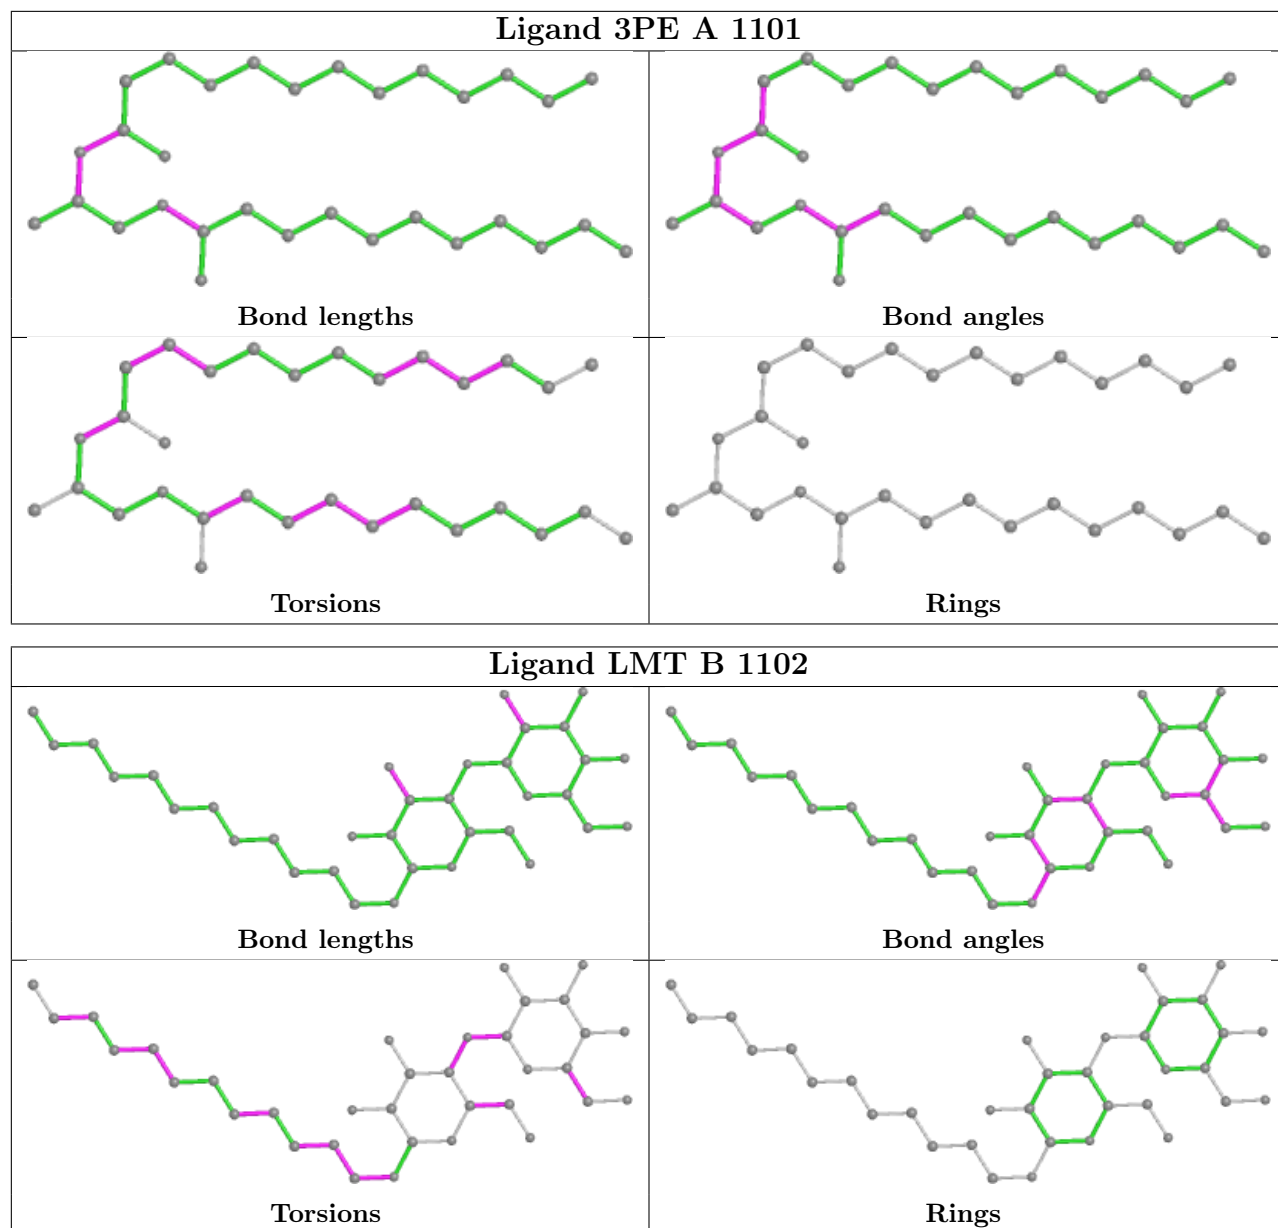 Ligand 3PE A 1101
Bond lengths
Bond angles
Torsions
Rings
Ligand LMT B 1102
Bond lengths
Bond angles
Torsions
Rings